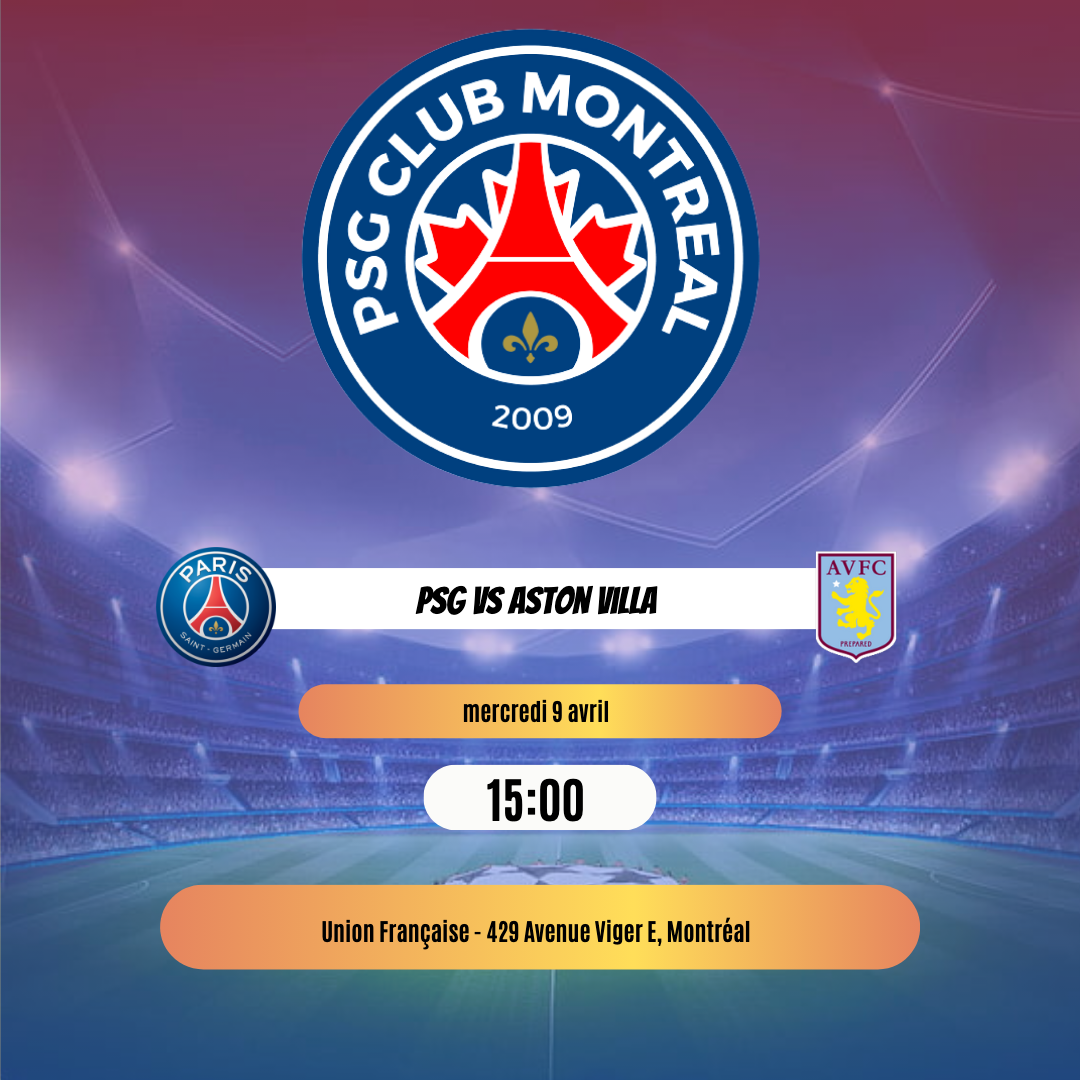 PSG CLUB MONTREAL
2009
PARIS
SAINT - GERMAIN
PSG VS ASTON VILLA
AVFC
PREPARED
mercredi 9 avril
15:00
Union Française - 429 Avenue Viger E, Montréal